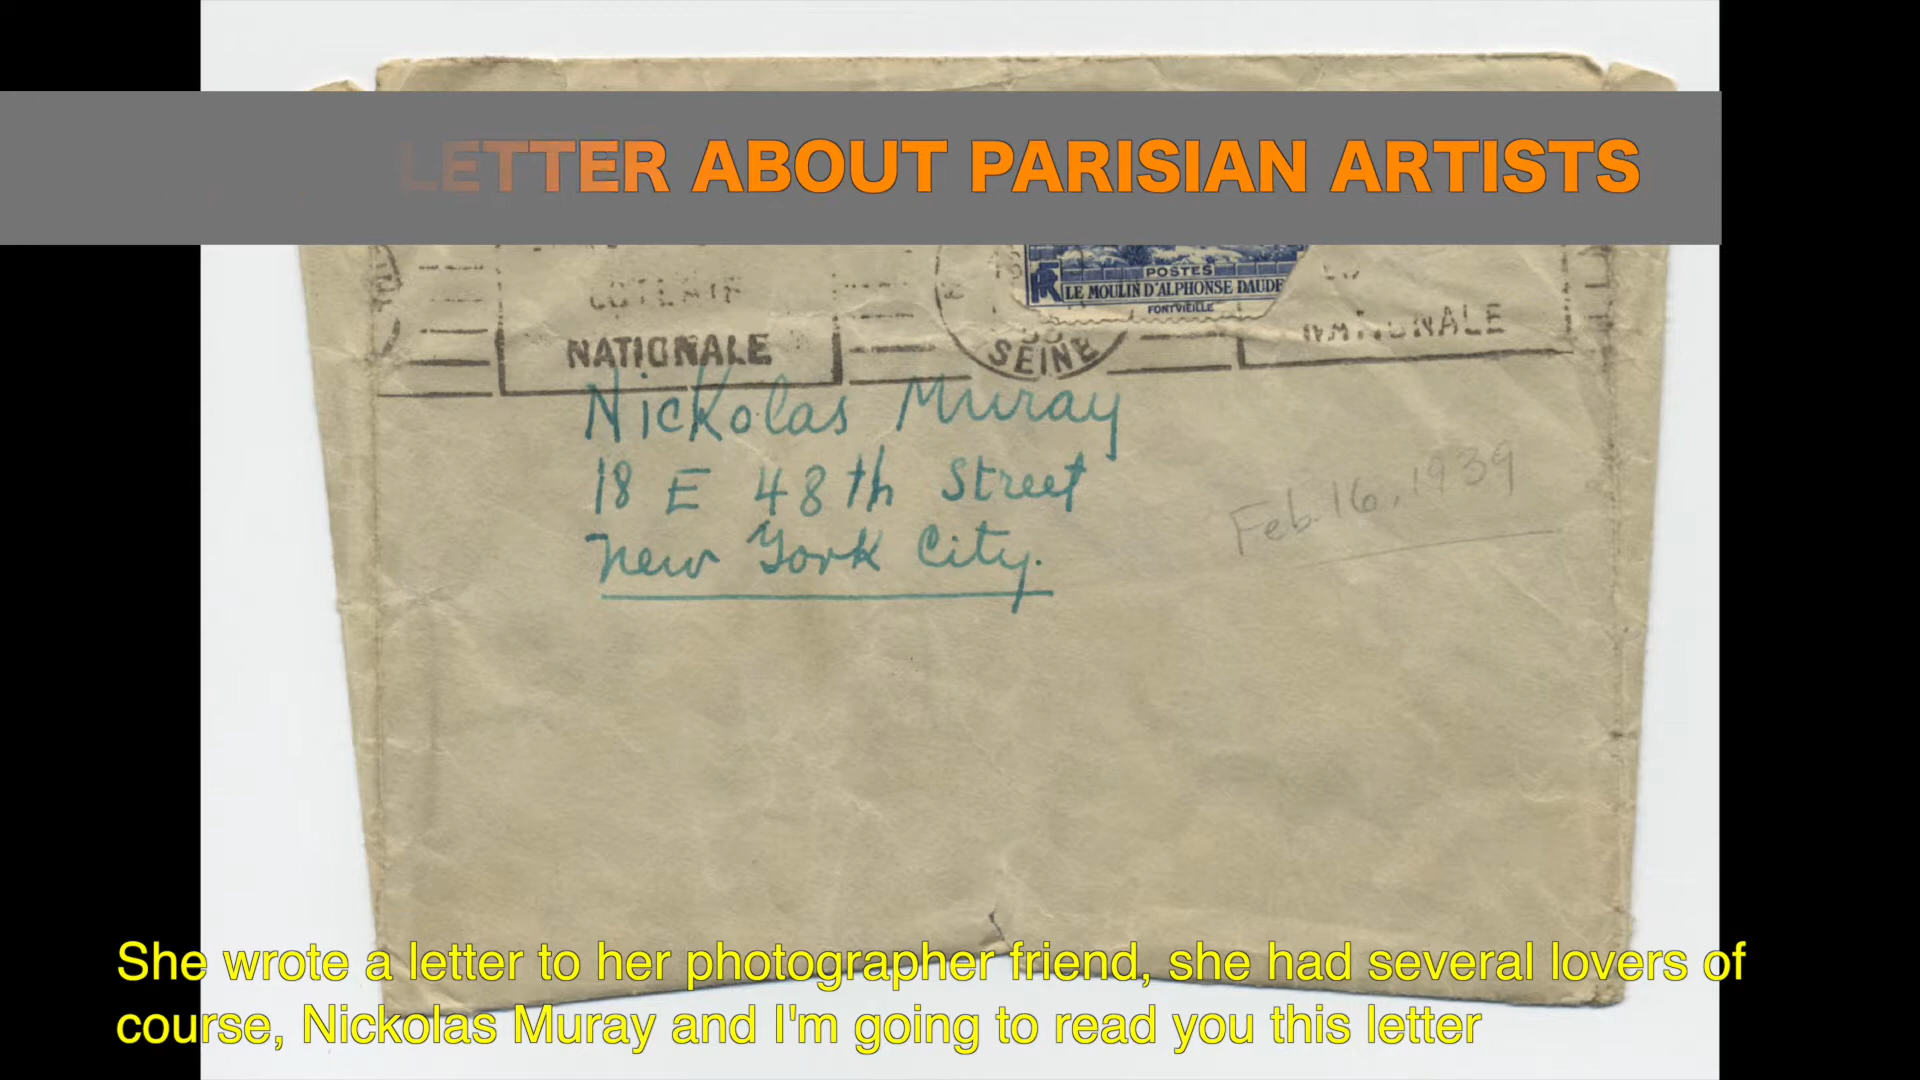 LETTER ABOUT PARISIAN ARTISTS
POSTES
RF LE MOULIN D'ALPHONSE DAUDE
FONTVIEILLE
NATIONALE
SEINE
NATIONALE
Nickolas Muray
18 E 48th Street
New York City.
Feb. 16, 1939
She wrote a letter to her photographer friend, she had several lovers of
course, Nickolas Muray and I'm going to read you this letter